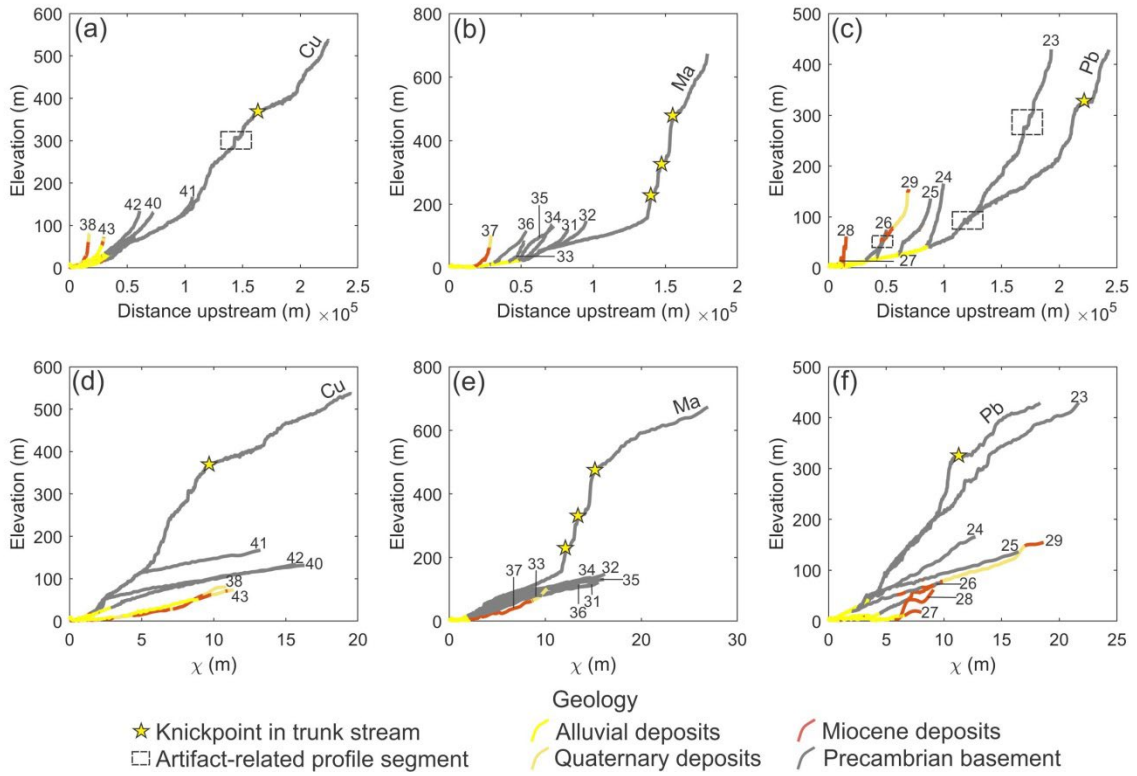 (a)
Cu
Elevation (m)
600
500
400
300
200
100
0
42 40
41
38
43
0 0.5 1 1.5 2 2.5
Distance upstream (m) ×10⁵
(b)
Ma
Elevation (m)
800
600
400
200
0
37
36
35
34
31
32
33
0 0.5 1 1.5 2
Distance upstream (m) ×10⁵
(c)
23
Pb
Elevation (m)
500
400
300
200
100
0
29
24
25
26
28
27
0 0.5 1 1.5 2 2.5
Distance upstream (m) ×10⁵
(d)
Cu
Elevation (m)
600
500
400
300
200
100
0
41
42
40
38
43
0 5 10 15 20
χ (m)
(e)
Ma
Elevation (m)
800
600
400
200
0
37
33
34
32
35
31
36
0 10 20 30
χ (m)
(f)
Pb
23
Elevation (m)
500
400
300
200
100
0
24
25
29
26
28
27
0 5 10 15 20 25
χ (m)
Geology
Knickpoint in trunk stream
Alluvial deposits
Miocene deposits
Artifact-related profile segment
Quaternary deposits
Precambrian basement